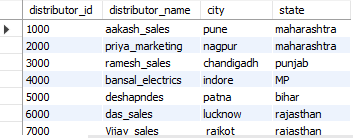 distributor_id distributor_name city state
1000 aakash_sales pune maharashtra
2000 priya_marketing nagpur maharashtra
3000 ramesh_sales chandigadh punjab
4000 bansal_electrics indore MP
5000 deshapndes patna bihar
6000 das_sales lucknow rajasthan
7000 Vijay_sales rajkot rajasthan